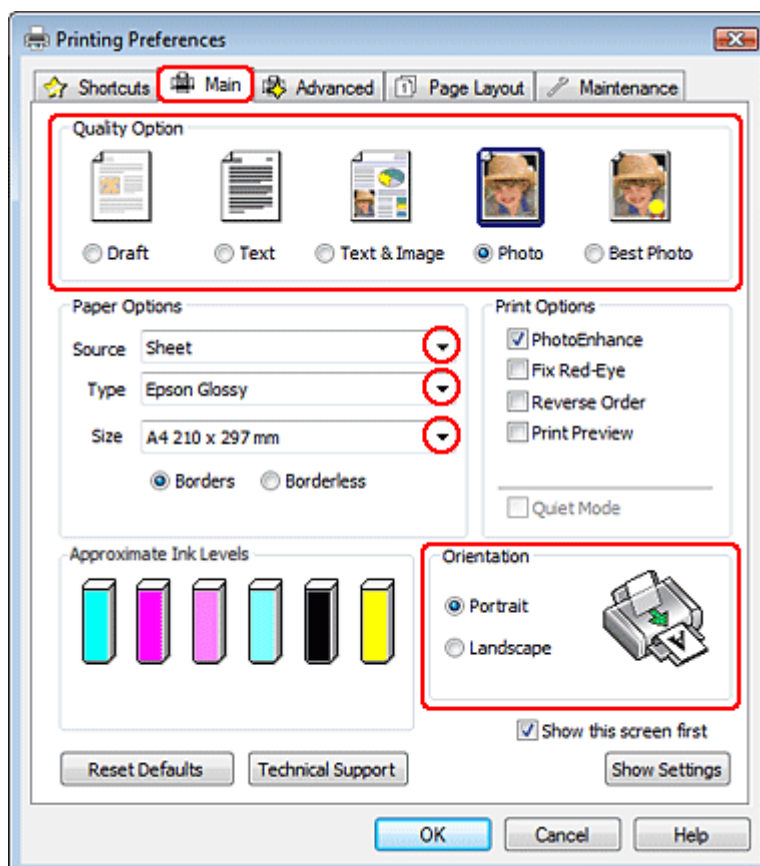 Printing Preferences
Shortcuts Main Advanced 1 Page Layout Maintenance
Quality Option
Draft Text Text & Image Photo Best Photo
Paper Options
Source Sheet
Type Epson Glossy
Size A4 210 x 297 mm
Borders Borderless
Print Options
PhotoEnhance
Fix Red-Eye
Reverse Order
Print Preview
Quiet Mode
Approximate Ink Levels
Orientation
Portrait
Landscape
A
Show this screen first
Reset Defaults Technical Support Show Settings
OK Cancel Help